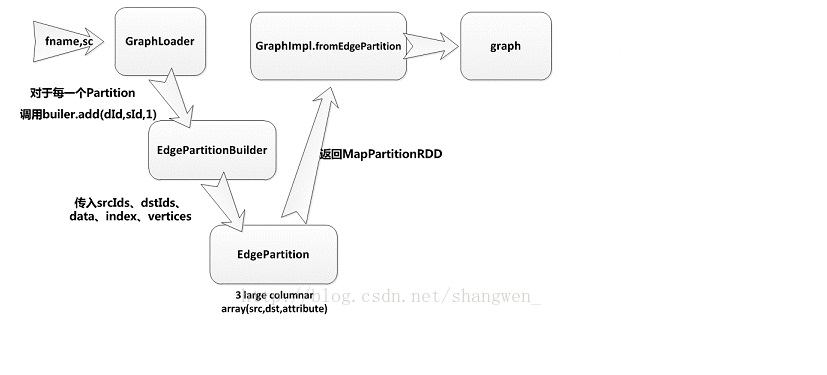 fname,sc
GraphLoader
GraphImpl.fromEdgePartition
graph
对于每一个Partition
调用builer.add(dId,sId,1)
EdgePartitionBuilder
返回MapPartitionRDD
传入srcIds、dstIds、
data、index、vertices
EdgePartition
3 large columnar
array(src,dst,attribute)
http://blog.csdn.net/shangwen_